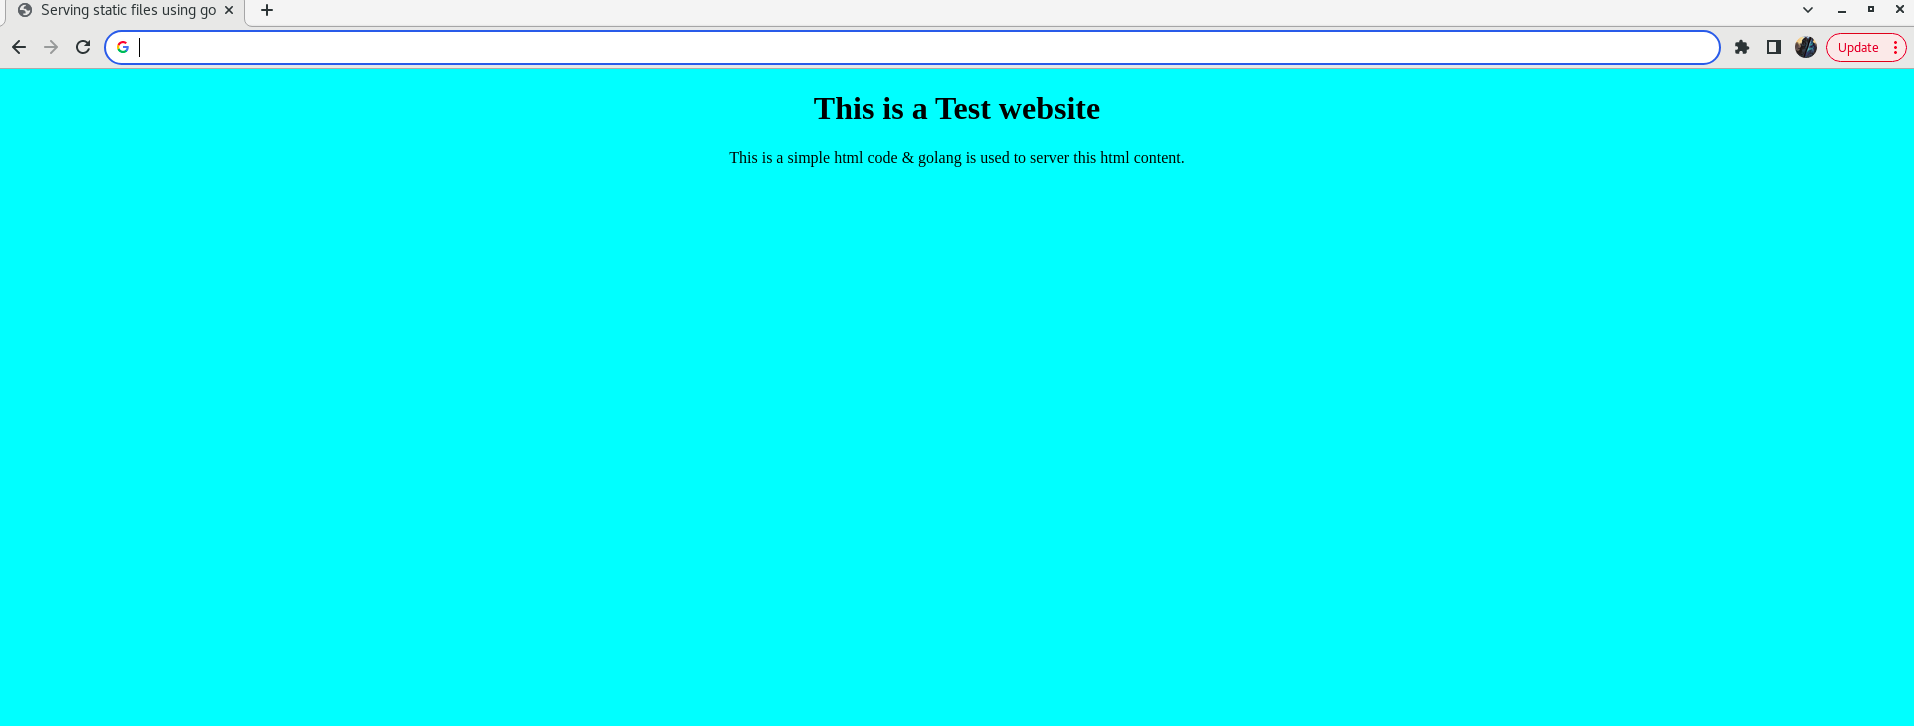 Serving static files using go
Update
This is a Test website
This is a simple html code & golang is used to server this html content.